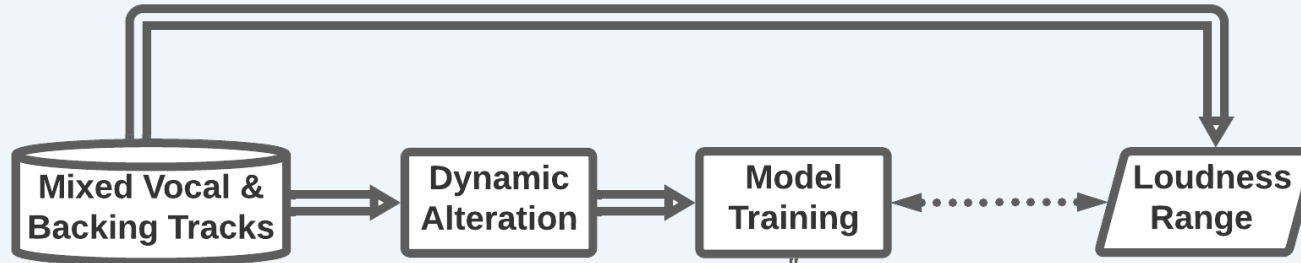 Mixed Vocal &
Backing Tracks
Dynamic
Alteration
Model
Training
Loudness
Range